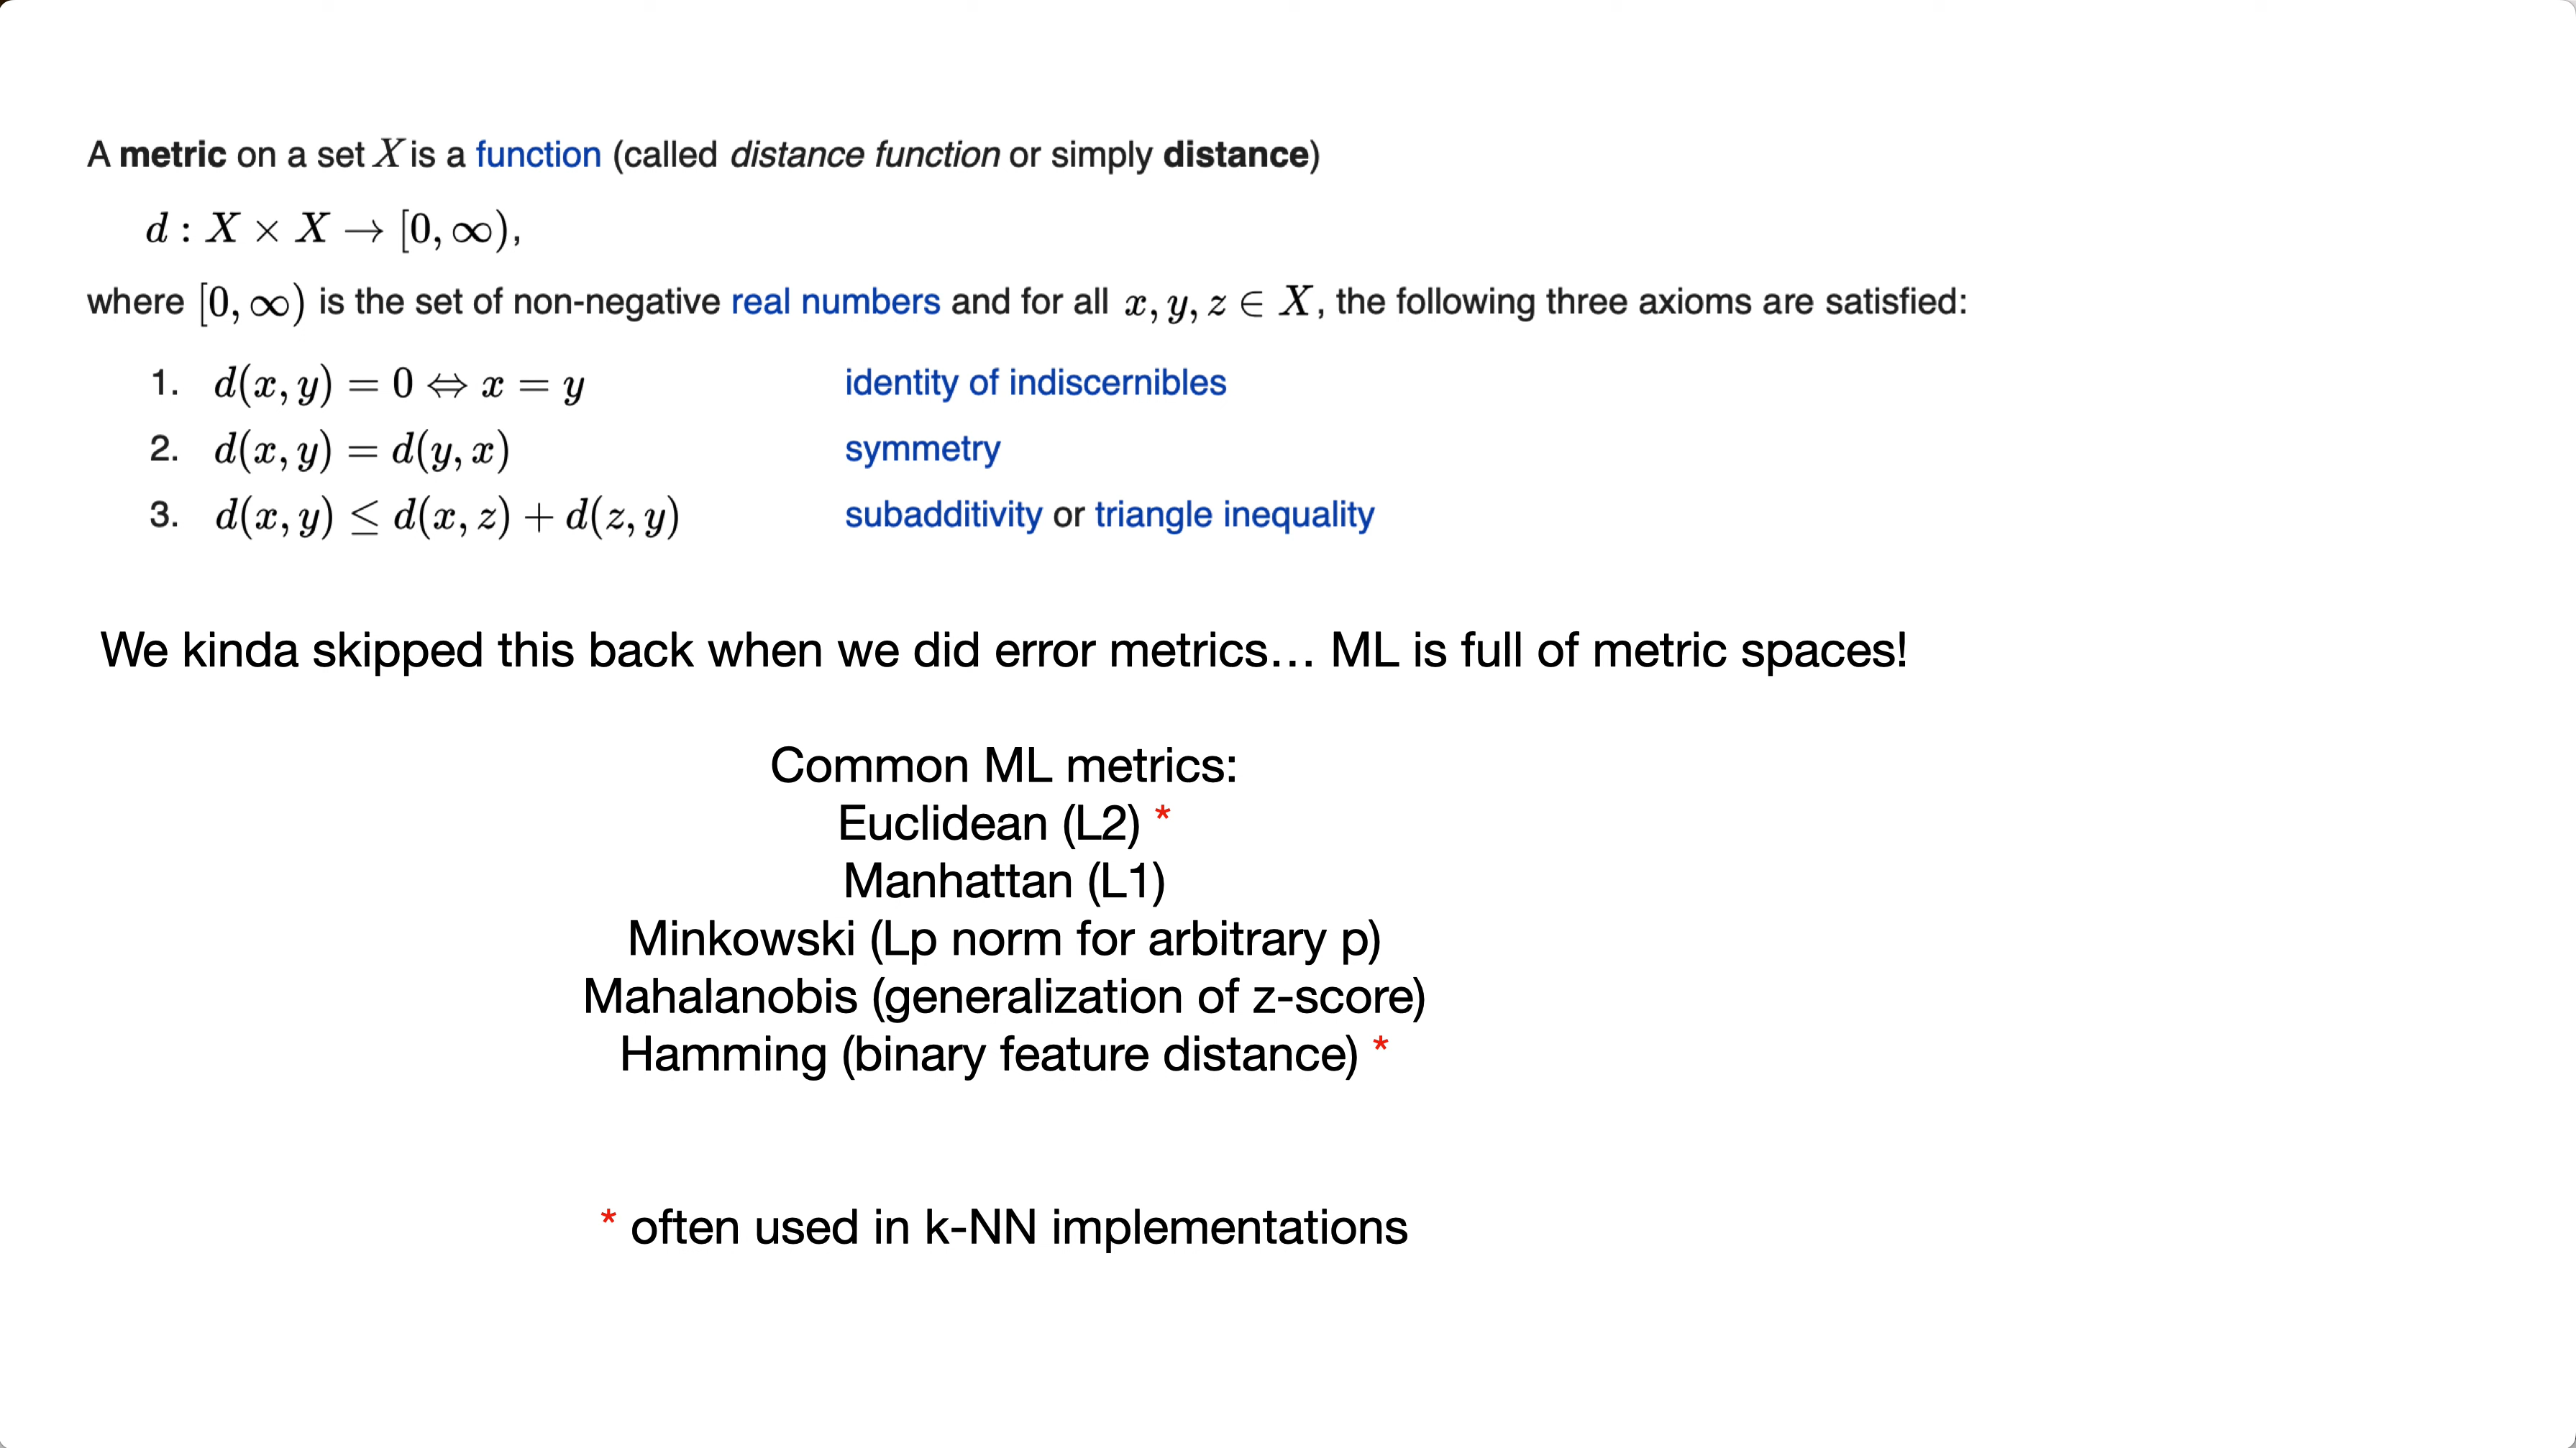 A metric on a set X is a function (called distance function or simply distance)
d : X × X → [0, ∞),
where [0, ∞) is the set of non-negative real numbers and for all x, y, z ∈ X, the following three axioms are satisfied:
1. d(x, y) = 0 ⇔ x = y identity of indiscernibles
2. d(x, y) = d(y, x) symmetry
3. d(x, y) ≤ d(x, z) + d(z, y) subadditivity or triangle inequality
We kinda skipped this back when we did error metrics… ML is full of metric spaces!
Common ML metrics:
Euclidean (L2) *
Manhattan (L1)
Minkowski (Lp norm for arbitrary p)
Mahalanobis (generalization of z-score)
Hamming (binary feature distance) *
* often used in k-NN implementations